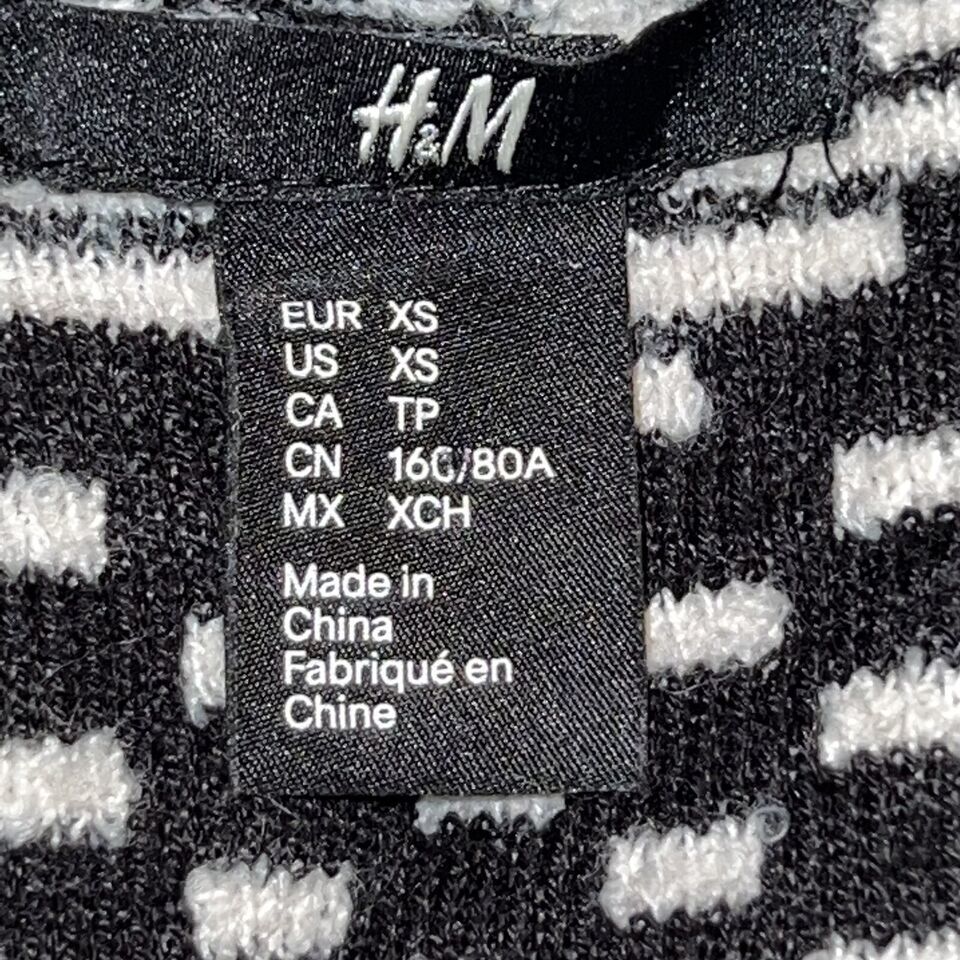 H&M
EUR XS
US XS
CA TP
CN 160/80A
MX XCH
Made in
China
Fabriqué en
Chine